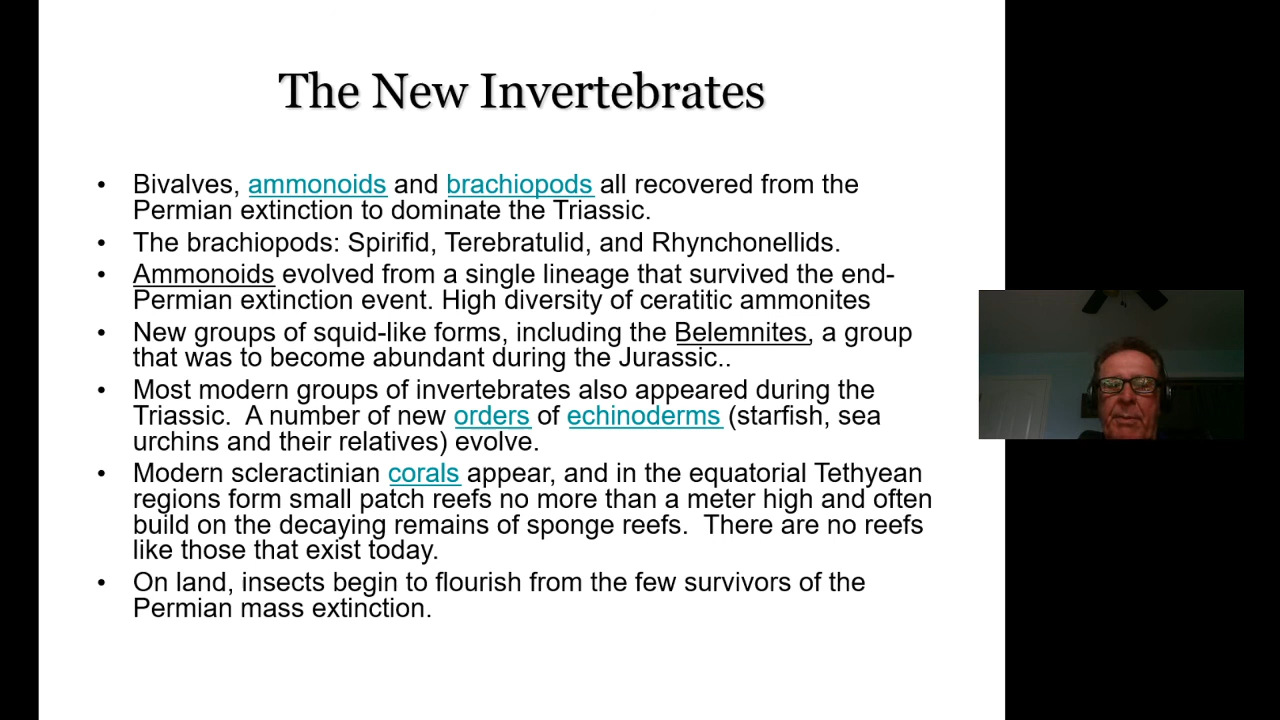 The New Invertebrates
• Bivalves, ammonoids and brachiopods all recovered from the
Permian extinction to dominate the Triassic.
• The brachiopods: Spirifid, Terebratulid, and Rhynchonellids.
• Ammonoids evolved from a single lineage that survived the end-
Permian extinction event. High diversity of ceratitic ammonites
• New groups of squid-like forms, including the Belemnites, a group
that was to become abundant during the Jurassic..
• Most modern groups of invertebrates also appeared during the
Triassic.  A number of new orders of echinoderms (starfish, sea
urchins and their relatives) evolve.
• Modern scleractinian corals appear, and in the equatorial Tethyean
regions form small patch reefs no more than a meter high and often
build on the decaying remains of sponge reefs.  There are no reefs
like those that exist today.
• On land, insects begin to flourish from the few survivors of the
Permian mass extinction.